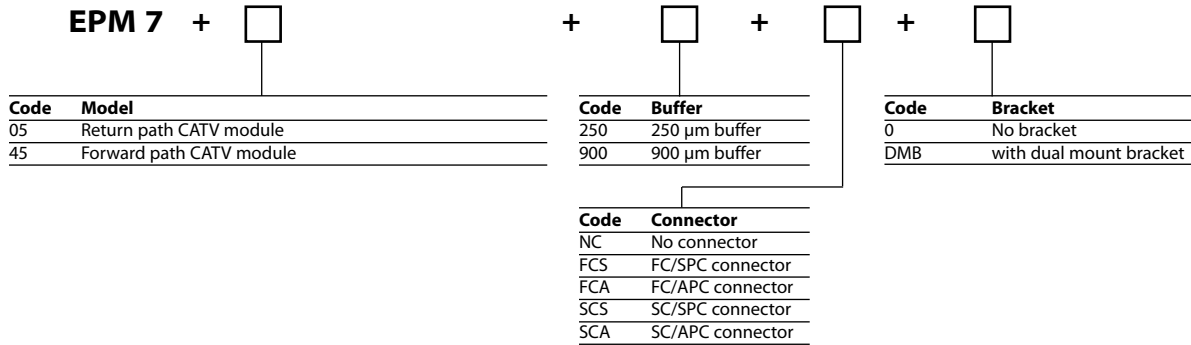 EPM 7 + + + +
Code Model
05 Return path CATV module
45 Forward path CATV module
Code Buffer
250 250 µm buffer
900 900 µm buffer
Code Bracket
0 No bracket
DMB with dual mount bracket
Code Connector
NC No connector
FCS FC/SPC connector
FCA FC/APC connector
SCS SC/SPC connector
SCA SC/APC connector